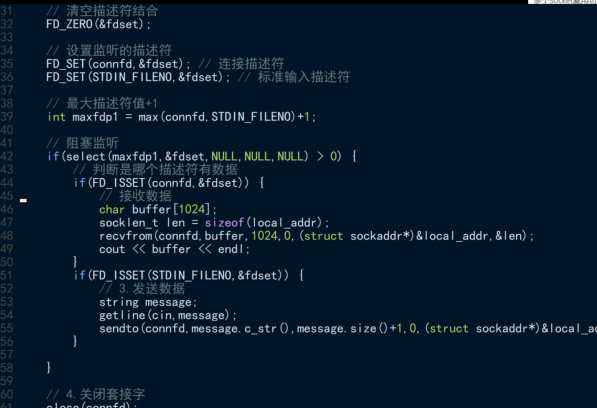 31 // 清空描述符结合
32 FD_ZERO(&fdset);
33
34 // 设置监听的描述符
35 FD_SET(connfd,&fdset); // 连接描述符
36 FD_SET(STDIN_FILENO,&fdset); // 标准输入描述符
37
38 // 最大描述符值+1
39 int maxfdp1 = max(connfd,STDIN_FILENO)+1;
40
41 // 阻塞监听
42 if(select(maxfdp1,&fdset,NULL,NULL,NULL) > 0) {
43 // 判断是哪个描述符有数据
44 if(FD_ISSET(connfd,&fdset)) {
45 // 接收数据
46 char buffer[1024];
47 socklen_t len = sizeof(local_addr);
48 recvfrom(connfd,buffer,1024,0,(struct sockaddr*)&local_addr,&len);
49 cout << buffer << endl;
50 }
51 if(FD_ISSET(STDIN_FILENO,&fdset)) {
52 // 3.发送数据
53 string message;
54 getline(cin,message);
55 sendto(connfd,message.c_str(),message.size()+1,0,(struct sockaddr*)&local_ad
56 }
57
58 }
59
60 // 4.关闭套接字
61 close(connfd);